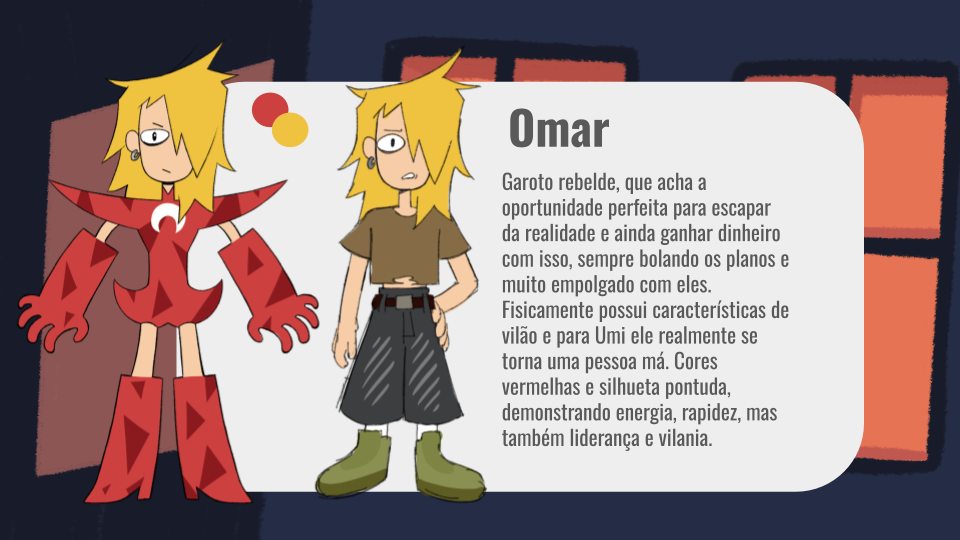 Omar
Garoto rebelde, que acha a
oportunidade perfeita para escapar
da realidade e ainda ganhar dinheiro
com isso, sempre bolando os planos e
muito empolgado com eles.
Fisicamente possui características de
vilão e para Umi ele realmente se
torna uma pessoa má. Cores
vermelhas e silhueta pontuda,
demonstrando energia, rapidez, mas
também liderança e vilania.